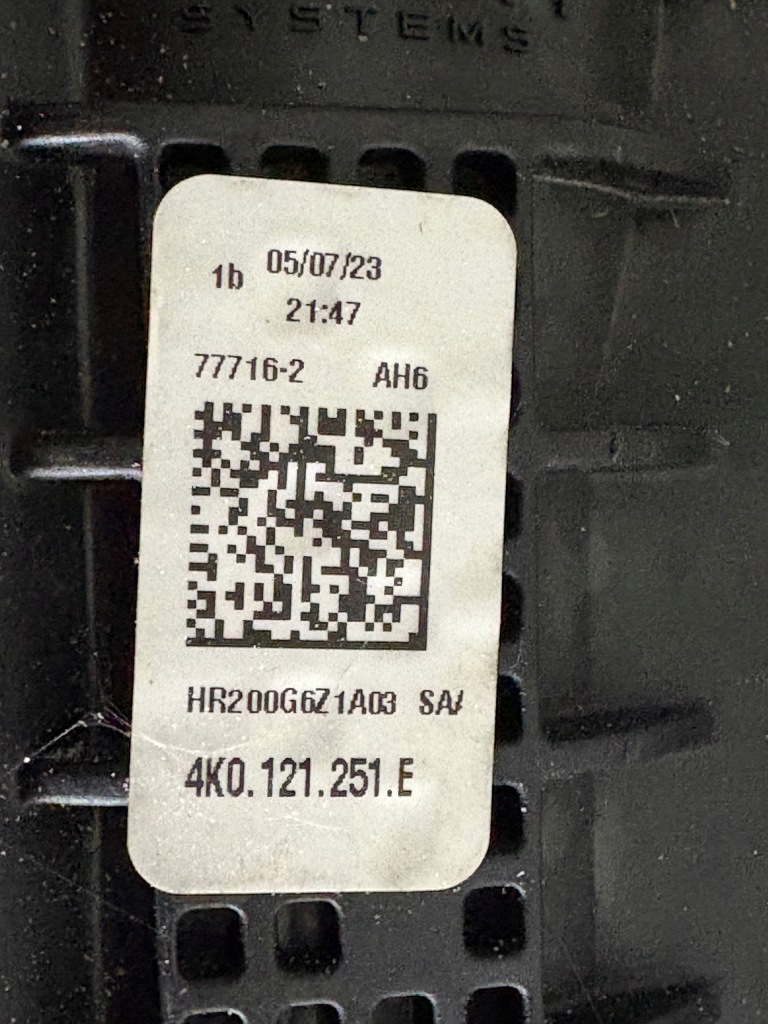 SYSTEMS
05/07/23
1b
21:47
77716-2 AH6
HR200G6Z1A03 SA/
4K0.121.251.E